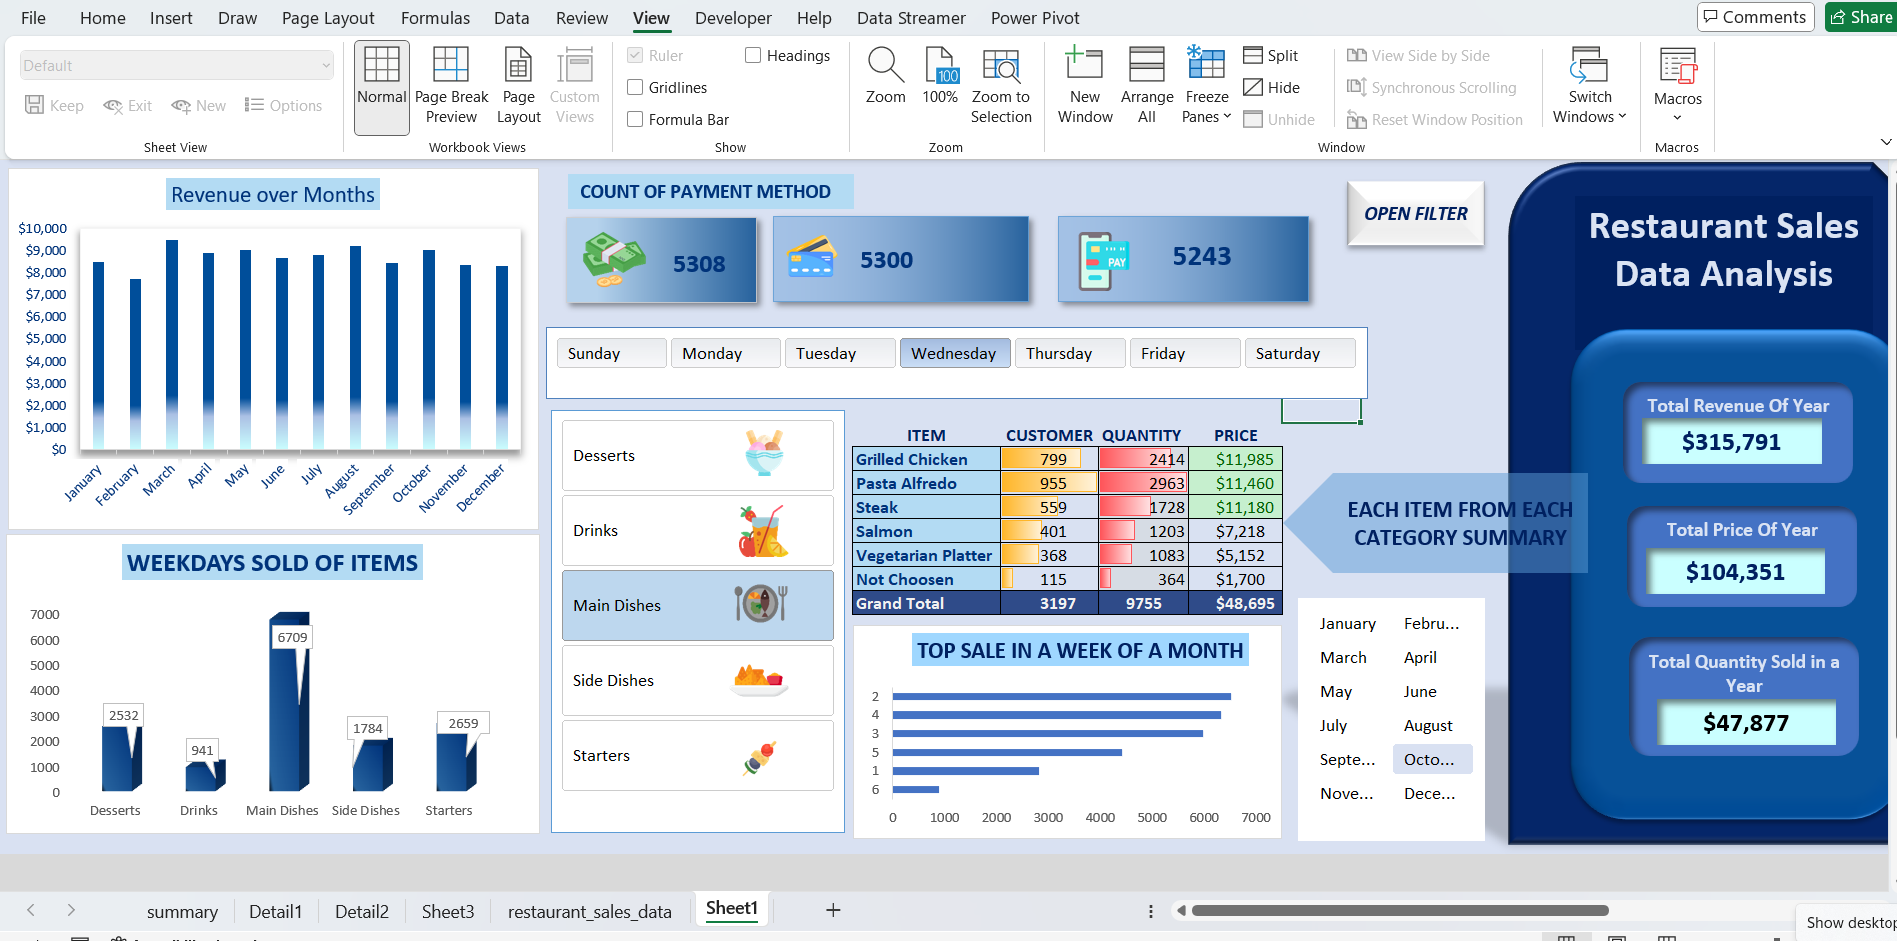 File Home Insert Draw Page Layout Formulas Data Review View Developer Help Data Streamer Power Pivot Comments Share
Default
Keep Exit New Options
Sheet View
Normal
Page Break Preview
Page Layout
Custom Views
Workbook Views
Ruler
Gridlines
Formula Bar
Headings
Show
Zoom
100
100%
Zoom to Selection
Zoom
New Window
Arrange All
Freeze Panes
Split
Hide
Unhide
View Side by Side
Synchronous Scrolling
Reset Window Position
Window
Switch Windows
Macros
Macros
Revenue over Months
$10,000
$9,000
$8,000
$7,000
$6,000
$5,000
$4,000
$3,000
$2,000
$1,000
$0
January February March April May June July August September October November December
WEEKDAYS SOLD OF ITEMS
7000
6000
5000
4000
3000
2000
1000
0
2532
941
6709
1784
2659
Desserts Drinks Main Dishes Side Dishes Starters
COUNT OF PAYMENT METHOD
5308
5300
PAY
5243
OPEN FILTER
Sunday Monday Tuesday Wednesday Thursday Friday Saturday
Desserts
Drinks
Main Dishes
Side Dishes
Starters
ITEM CUSTOMER QUANTITY PRICE
Grilled Chicken 799 2414 $11,985
Pasta Alfredo 955 2963 $11,460
Steak 559 1728 $11,180
Salmon 401 1203 $7,218
Vegetarian Platter 368 1083 $5,152
Not Choosen 115 364 $1,700
Grand Total 3197 9755 $48,695
EACH ITEM FROM EACH
CATEGORY SUMMARY
TOP SALE IN A WEEK OF A MONTH
2
4
3
5
1
6
0 1000 2000 3000 4000 5000 6000 7000
January Febru...
March April
May June
July August
Septe... Octo...
Nove... Dece...
Restaurant Sales
Data Analysis
Total Revenue Of Year
$315,791
Total Price Of Year
$104,351
Total Quantity Sold in a
Year
$47,877
summary Detail1 Detail2 Sheet3 restaurant_sales_data Sheet1
Show desktop